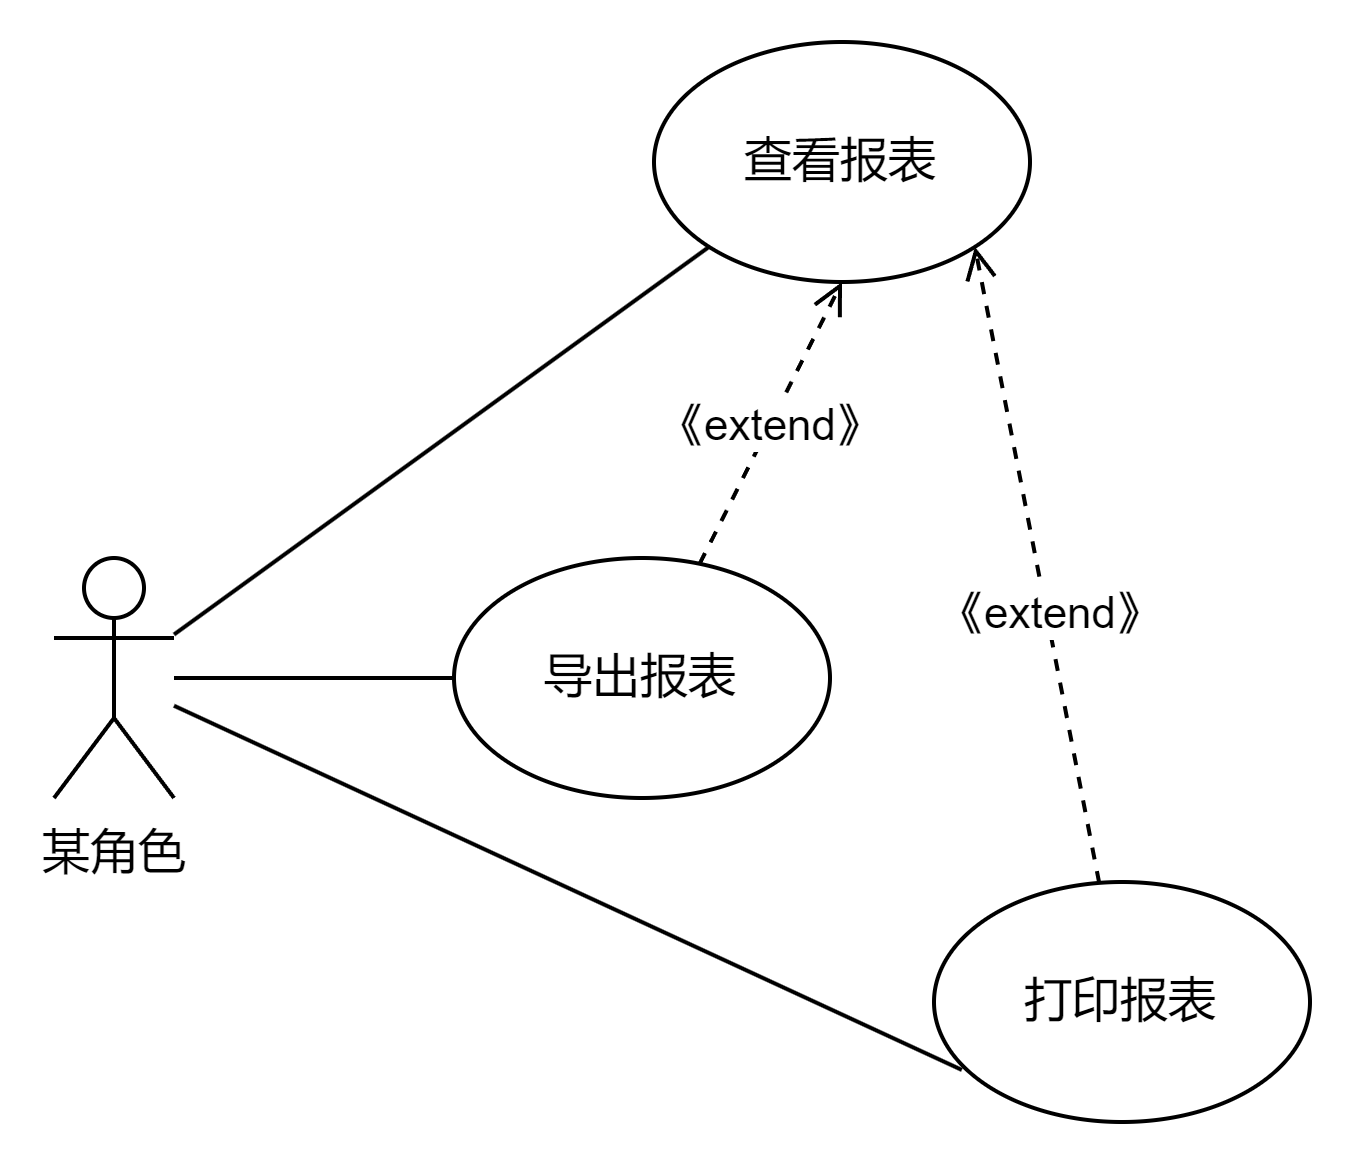 查看报表
《extend》
《extend》
导出报表
某角色
打印报表